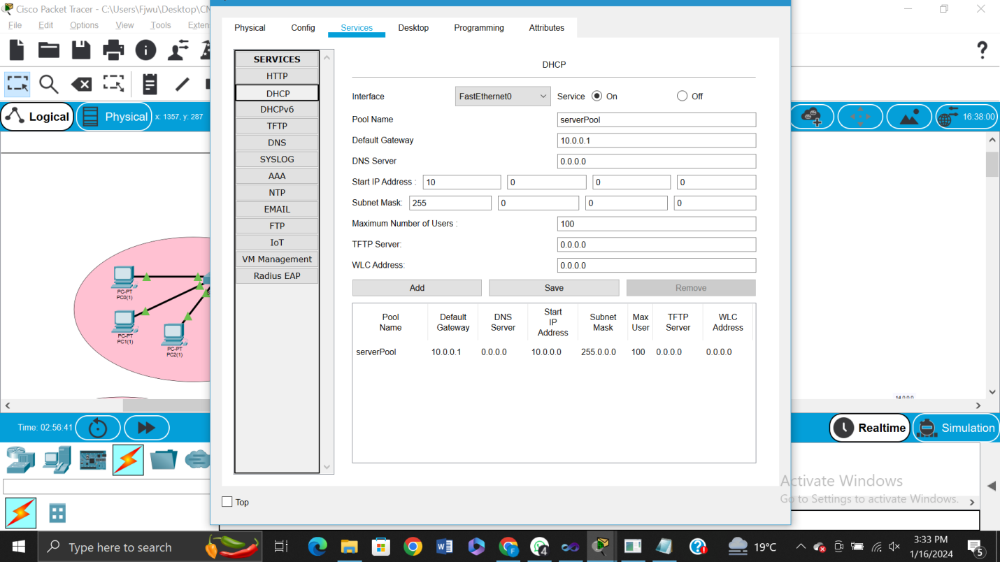 Cisco Packet Tracer - C:\Users\Fjwu\Desktop\CN
File Edit Options View Tools Exten
Physical Config Services Desktop Programming Attributes
SERVICES
HTTP
DHCP
DHCPv6
TFTP
DNS
SYSLOG
AAA
NTP
EMAIL
FTP
IoT
VM Management
Radius EAP
DHCP
Interface FastEthernet0 Service On Off
Pool Name serverPool
Default Gateway 10.0.0.1
DNS Server 0.0.0.0
Start IP Address : 10 0 0 0
Subnet Mask: 255 0 0 0
Maximum Number of Users : 100
TFTP Server: 0.0.0.0
WLC Address: 0.0.0.0
Add Save Remove
Pool Name Default Gateway DNS Server Start IP Address Subnet Mask Max User TFTP Server WLC Address
serverPool 10.0.0.1 0.0.0.0 10.0.0.0 255.0.0.0 100 0.0.0.0 0.0.0.0
Top
Logical Physical x: 1357, y: 287 16:38:00
PC-PT
PC0(1)
PC-PT
PC1(1)
PC-PT
PC2(1)
Time: 02:56:41 Realtime Simulation
Activate Windows
Go to Settings to activate Windows.
Type here to search
4
19°C
3:33 PM
1/16/2024
5